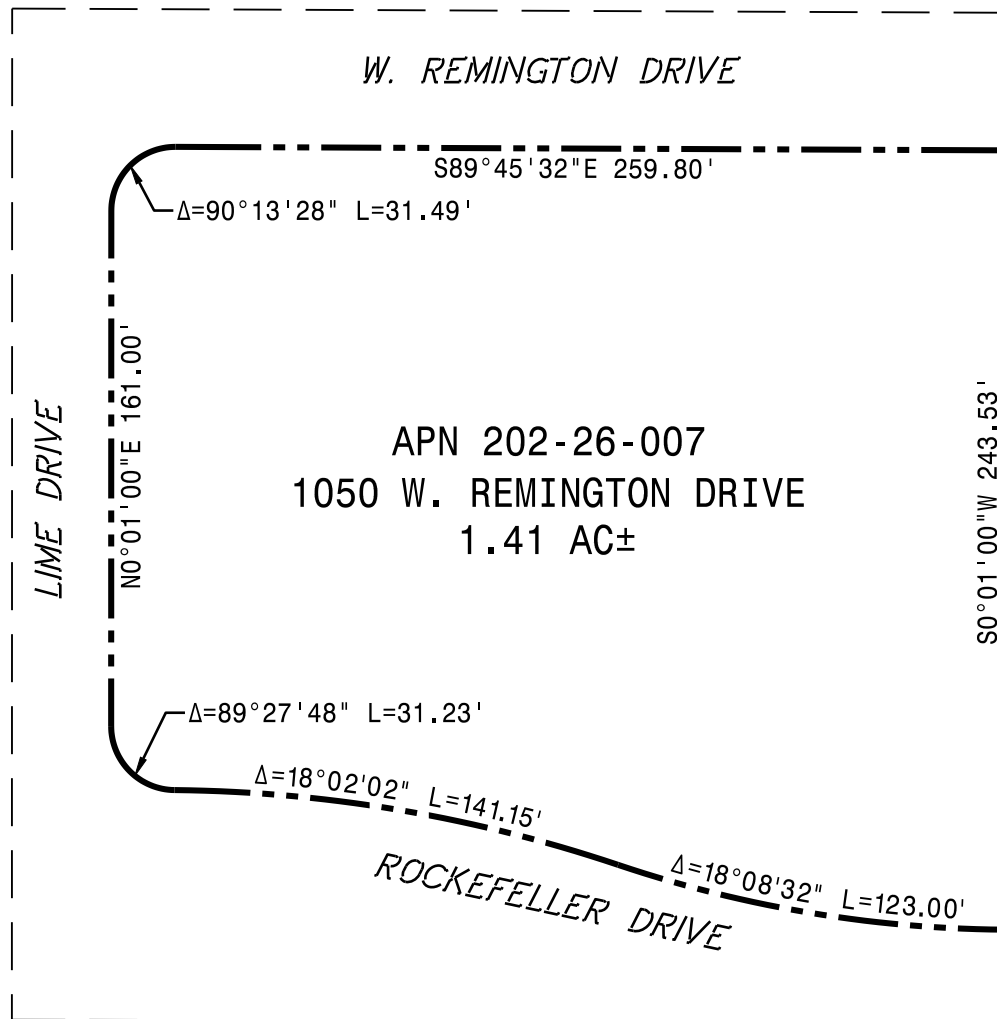 W. REMINGTON DRIVE
S89°45'32"E 259.80'
Δ=90°13'28" L=31.49'
N0°01'00"E 161.00'
LIME DRIVE
APN 202-26-007
1050 W. REMINGTON DRIVE
1.41 AC±
S0°01'00"W 243.53'
Δ=89°27'48" L=31.23'
Δ=18°02'02" L=141.15'
Δ=18°08'32" L=123.00'
ROCKEFELLER DRIVE